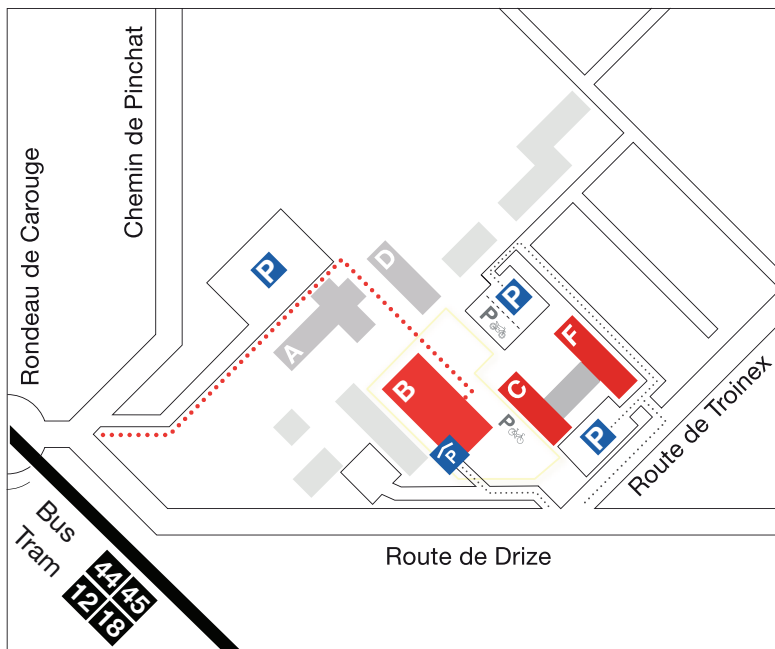 Rondeau de Carouge
Chemin de Pinchat
P
D
A
P
P
F
B
C
P
P
P
Route de Troinex
Route de Drize
Bus
Tram
44 45
12 18